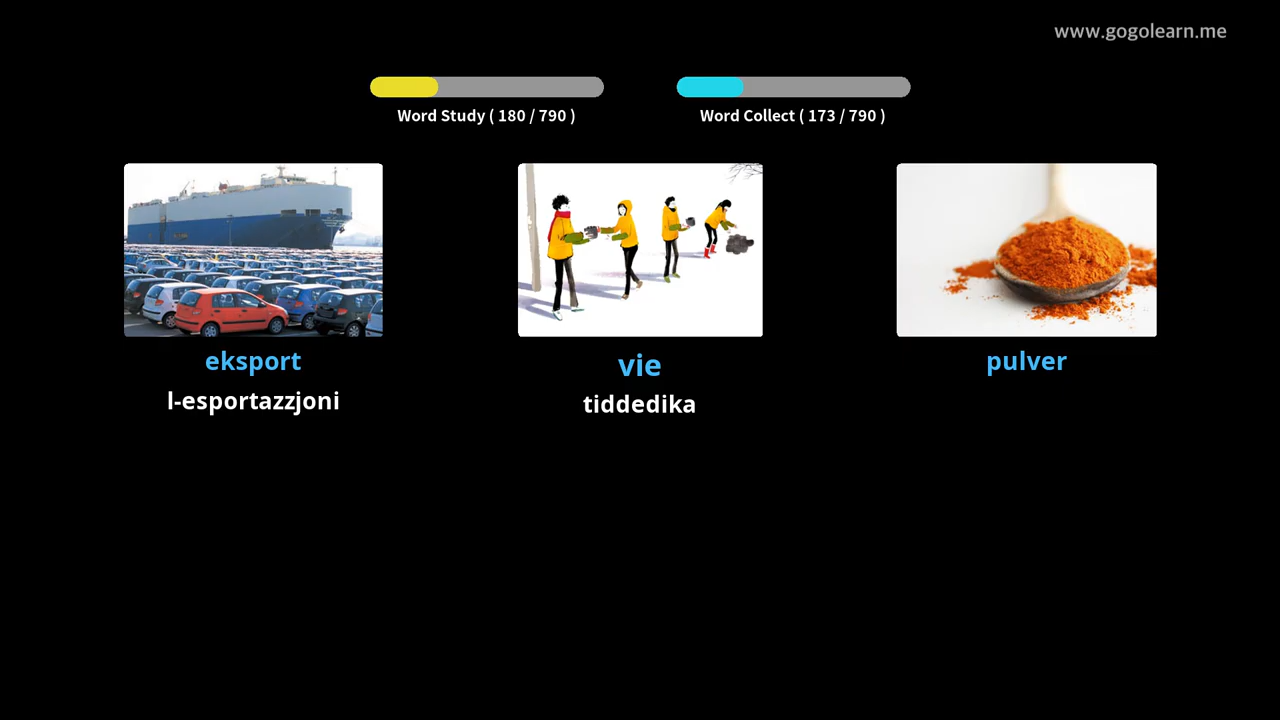 www.gogolearn.me
Word Study ( 180 / 790 )
Word Collect ( 173 / 790 )
eksport
vie
pulver
l-esportazzjoni
tiddedika